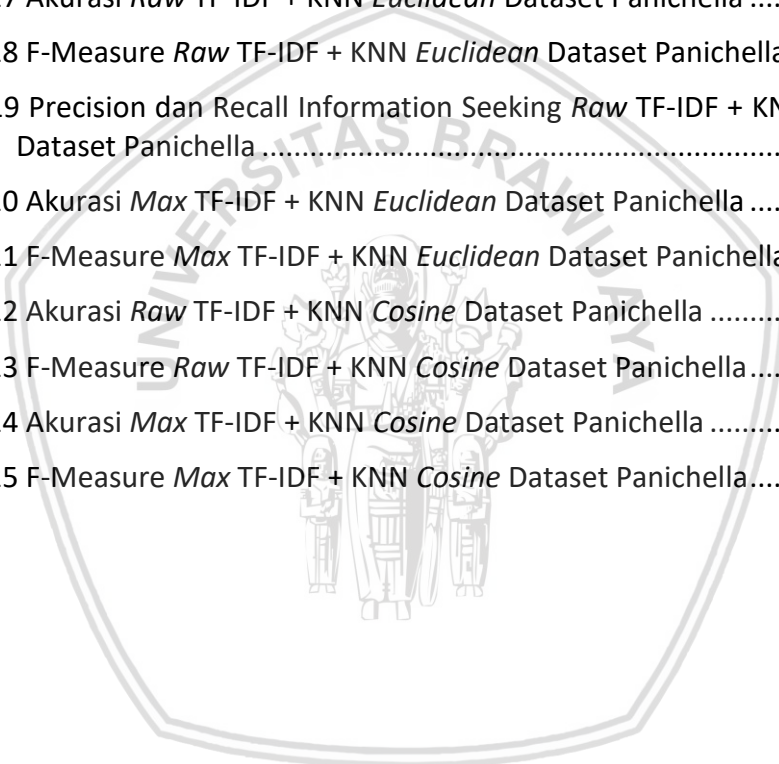 7 Akurasi Raw TF-IDF + KNN Euclidean Dataset Panichella ....
8 F-Measure Raw TF-IDF + KNN Euclidean Dataset Panichella
19 Precision dan Recall Information Seeking Raw TF-IDF + KN
Dataset Panichella ........................................................................
0 Akurasi Max TF-IDF + KNN Euclidean Dataset Panichella ....
1 F-Measure Max TF-IDF + KNN Euclidean Dataset Panichella
2 Akurasi Raw TF-IDF + KNN Cosine Dataset Panichella .........
3 F-Measure Raw TF-IDF + KNN Cosine Dataset Panichella....
4 Akurasi Max TF-IDF + KNN Cosine Dataset Panichella .........
5 F-Measure Max TF-IDF + KNN Cosine Dataset Panichella....
UNIVERSITAS BRAWIJAYA